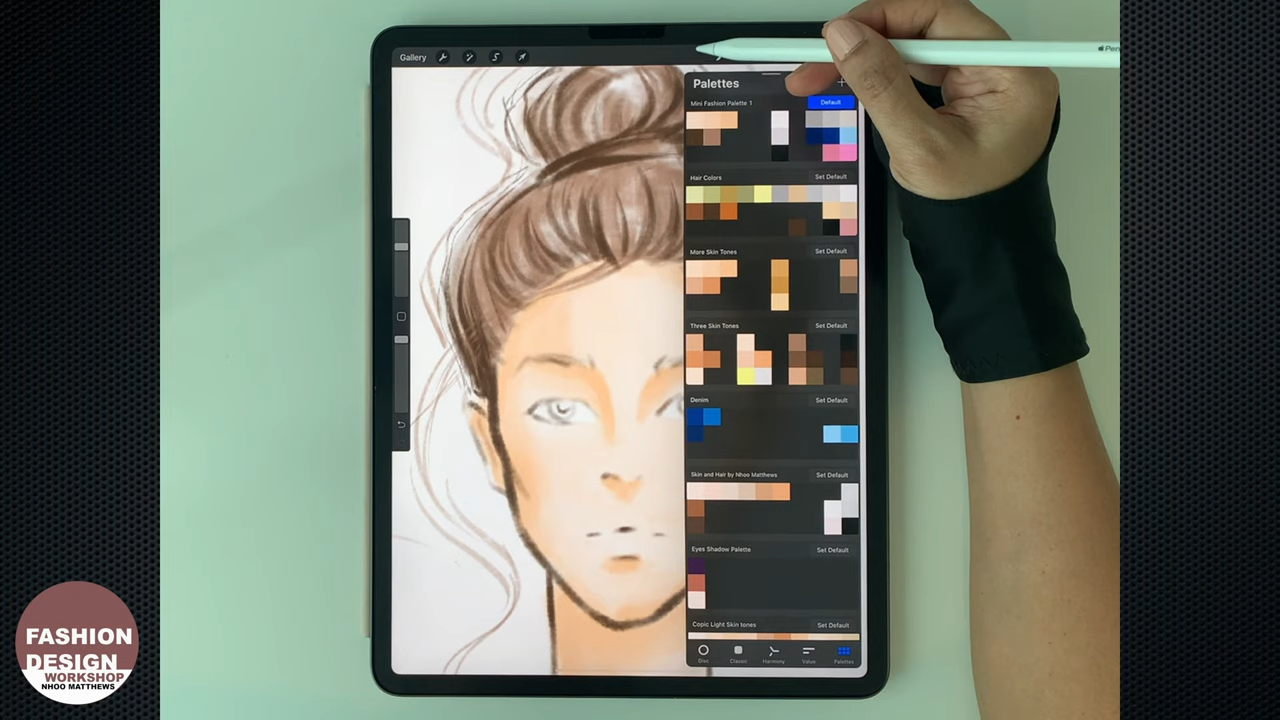 Gallery
Palettes
Mini Fashion Palette 1
Default
Hair Colors
Set Default
More Skin Tones
Set Default
Three Skin Tones
Set Default
Denim
Set Default
Skin and Hair by Nhoo Matthews
Set Default
Eyes Shadow Palette
Set Default
Copic Light Skin tones
Set Default
Disc
Classic
Harmony
Value
Palettes
FASHION
DESIGN
WORKSHOP
NHOO MATTHEWS